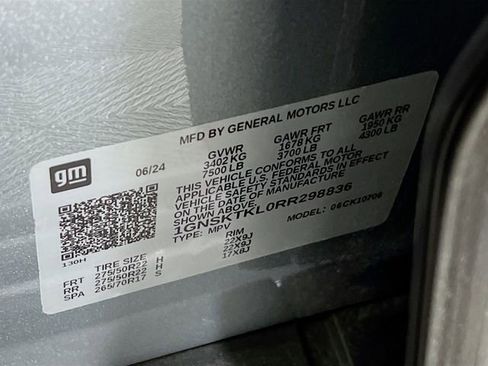 gm
06/24
MFD BY GENERAL MOTORS LLC
GVWR GAWR FRT GAWR RR
3402 KG 1678 KG 1950 KG
7500 LB 3700 LB 4300 LB
THIS VEHICLE CONFORMS TO ALL
APPLICABLE U.S. FEDERAL MOTOR
VEHICLE SAFETY STANDARDS IN EFFECT
ON THE DATE OF MANUFACTURE
SHOWN ABOVE.
1GNSKTKL0RR298836
TYPE: MPV MODEL: 06CK10706
130H
TIRE SIZE RIM
FRT 275/50R22 H 22X9J
RR 275/50R22 H 22X9J
SPA 265/70R17 S 17X8J